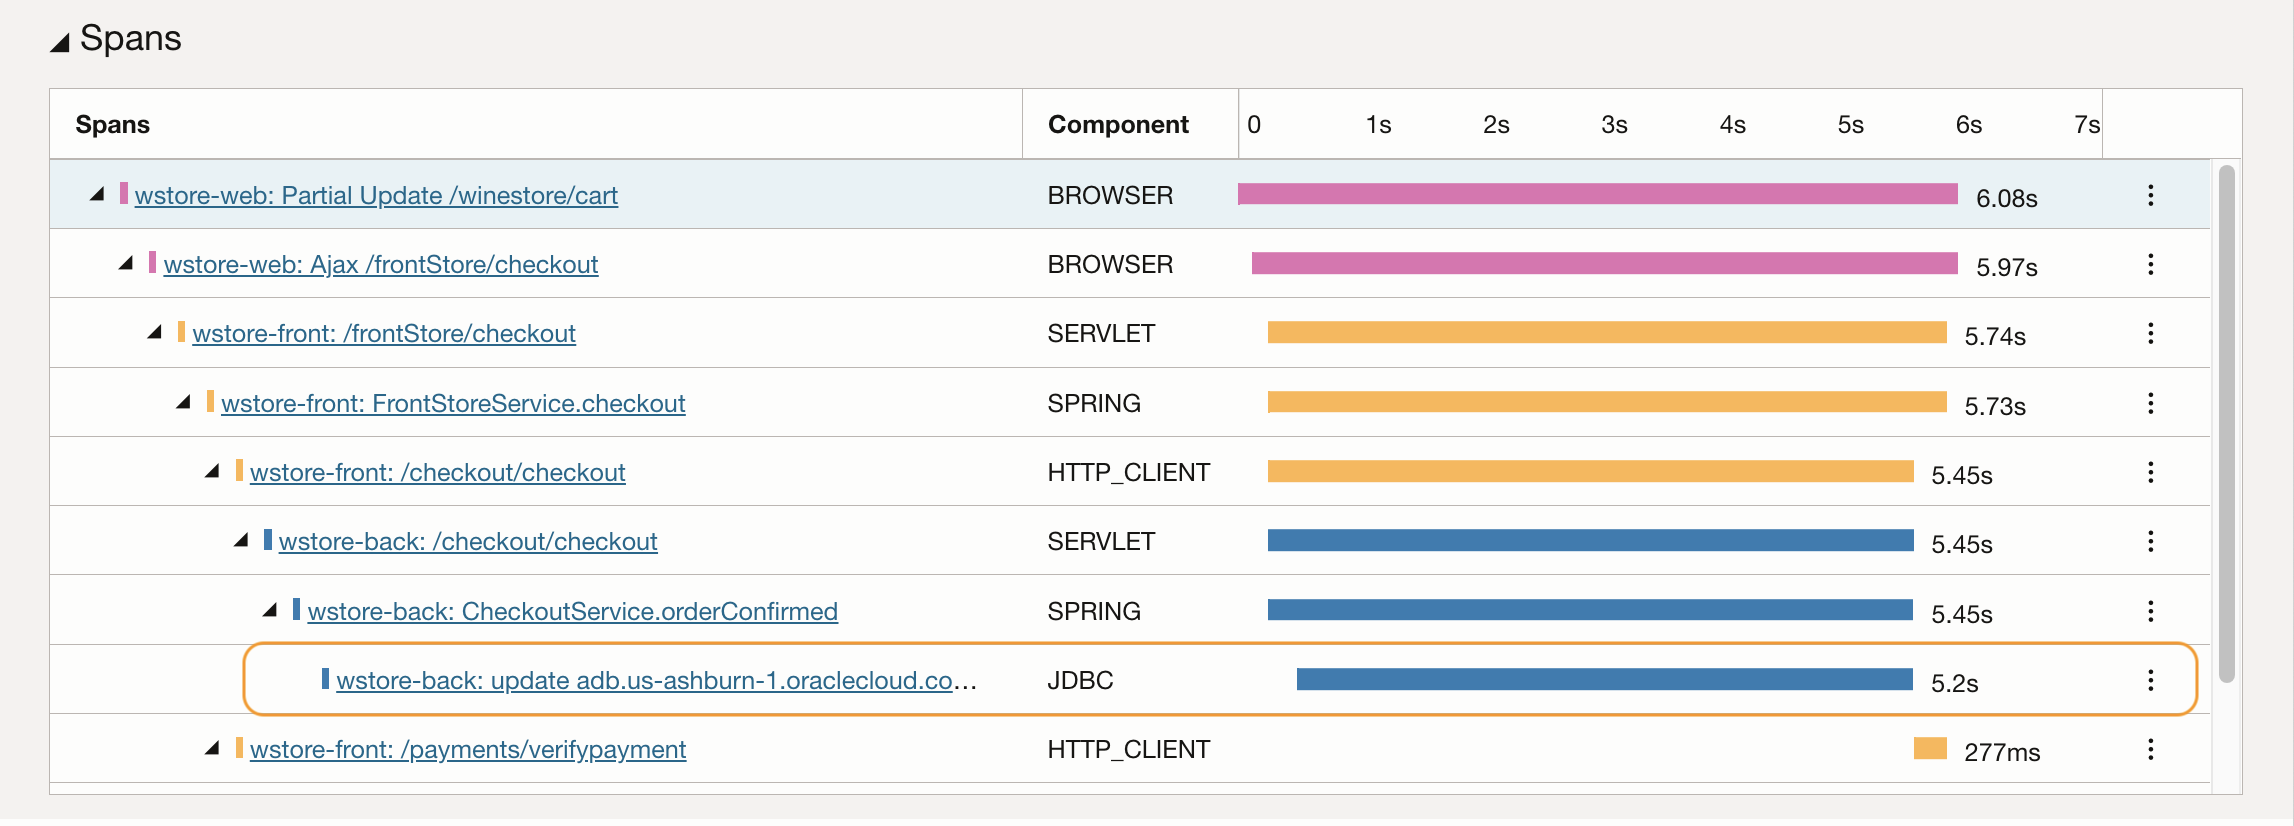 Spans
Spans Component 0 1s 2s 3s 4s 5s 6s 7s
wstore-web: Partial Update /winestore/cart BROWSER 6.08s
wstore-web: Ajax /frontStore/checkout BROWSER 5.97s
wstore-front: /frontStore/checkout SERVLET 5.74s
wstore-front: FrontStoreService.checkout SPRING 5.73s
wstore-front: /checkout/checkout HTTP_CLIENT 5.45s
wstore-back: /checkout/checkout SERVLET 5.45s
wstore-back: CheckoutService.orderConfirmed SPRING 5.45s
wstore-back: update adb.us-ashburn-1.oraclecloud.co... JDBC 5.2s
wstore-front: /payments/verifypayment HTTP_CLIENT 277ms